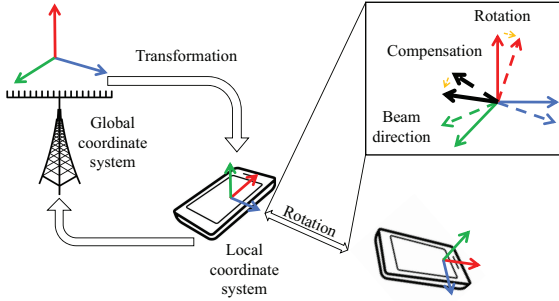 Transformation
Global
coordinate
system
Local
coordinate
system
Rotation
Rotation
Compensation
Beam
direction